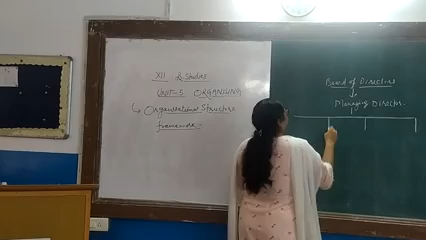 XII B Studies
UNIT-5 ORGANISING
Organisational Structure
framework
Board of Directors
Managing Director